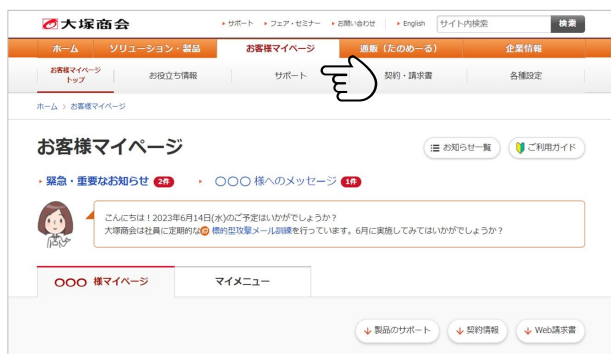 大塚商会
サポート フェア・セミナー お問い合わせ English サイト内検索 検索
ホーム ソリューション・製品 お客様マイページ 通販（たのめーる） 企業情報
お客様マイページ
トップ お役立ち情報 サポート 契約・請求書 各種設定
ホーム > お客様マイページ
お客様マイページ お知らせ一覧 ご利用ガイド
緊急・重要なお知らせ 2件 〇〇〇 様へのメッセージ 1件
こんにちは！2023年6月14日(水)のご予定はいかがでしょうか？
大塚商会は社員に定期的な標的型攻撃メール訓練を行っています。6月に実施してみてはいかがでしょうか？
〇〇〇 様マイページ マイメニュー
製品のサポート 契約情報 Web請求書